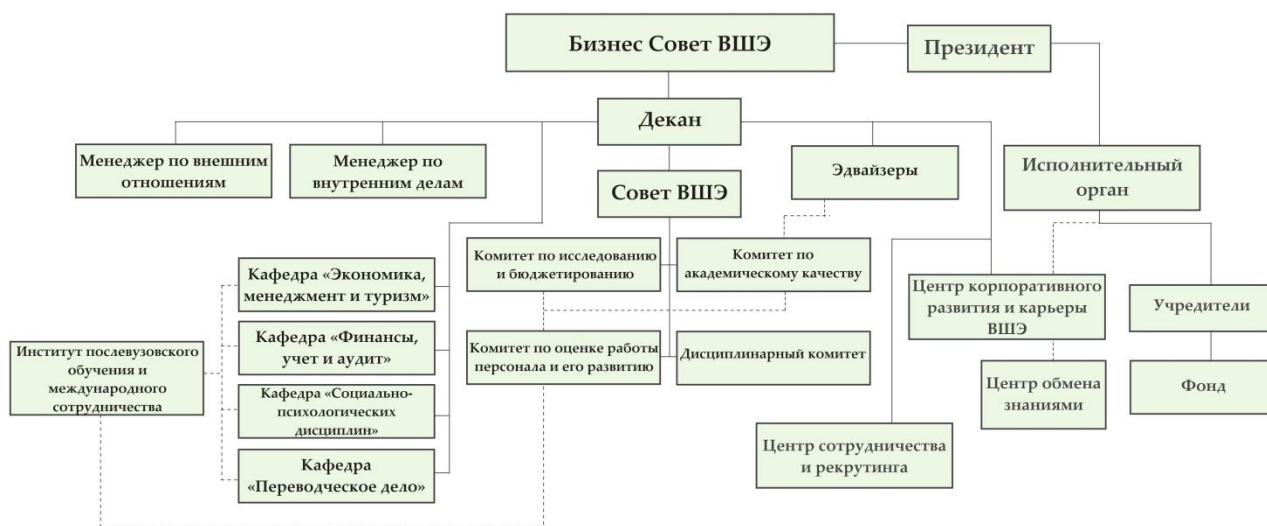 Бизнес Совет ВШЭ
Президент
Декан
Менеджер по внешним
отношениям
Менеджер по
внутренним делам
Эдвайзеры
Исполнительный
орган
Совет ВШЭ
Комитет по исследованию
и бюджетированию
Комитет по
академическому качеству
Кафедра «Экономика,
менеджмент и туризм»
Центр корпоративного
развития и карьеры
ВШЭ
Учредители
Кафедра «Финансы,
учет и аудит»
Институт послевузовского
обучения и
международного
сотрудничества
Комитет по оценке работы
персонала и его развитию
Дисциплинарный комитет
Центр обмена
знаниями
Фонд
Кафедра «Социально-
психологических
дисциплин»
Центр сотрудничества
и рекрутинга
Кафедра
«Переводческое дело»